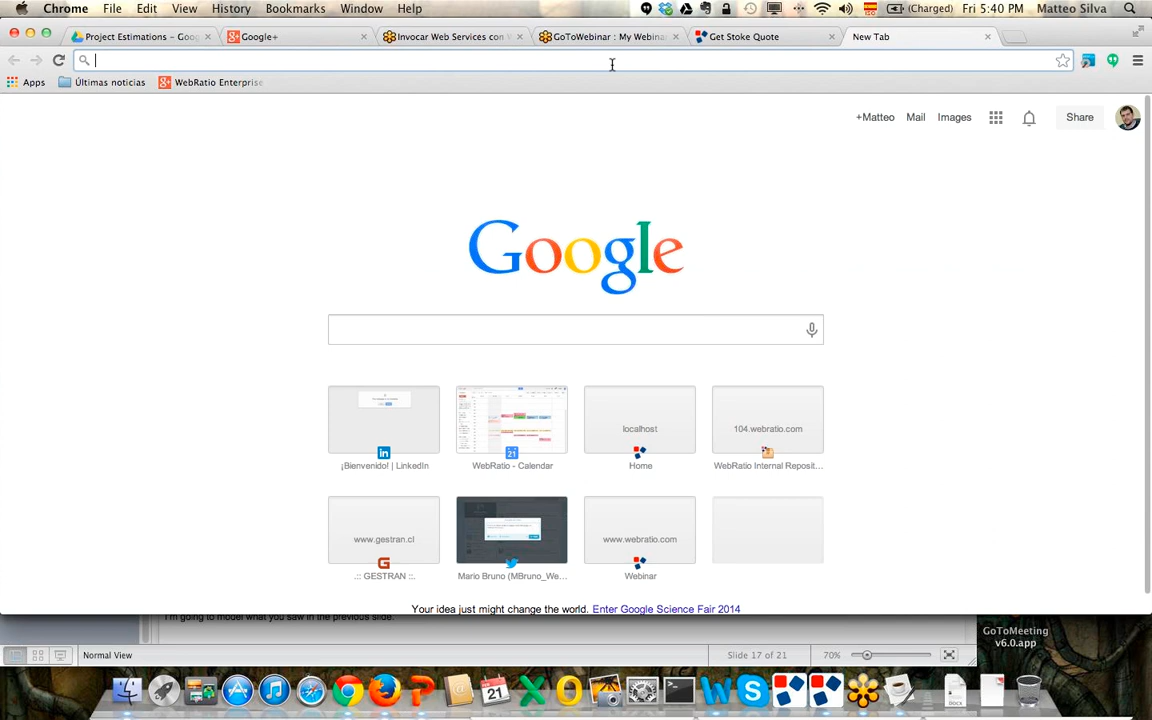 Chrome File Edit View History Bookmarks Window Help (Charged) Fri 5:40 PM Matteo Silva
Project Estimations – Goog Google+ Invocar Web Services con W GoToWebinar : My Webinar Get Stoke Quote New Tab
Apps Últimas noticias WebRatio Enterprise
+Matteo Mail Images Share
Google
localhost 104.webratio.com
21
¡Bienvenido! | LinkedIn WebRatio - Calendar Home WebRatio Internal Reposit...
www.gestran.cl www.webratio.com
.:: GESTRAN ::. Mario Bruno (MBruno_We... Webinar
Your idea just might change the world. Enter Google Science Fair 2014
I'm going to model what you saw in the previous slide.
GoToMeeting
v6.0.app
Normal View Slide 17 of 21 70%
21
DOCX